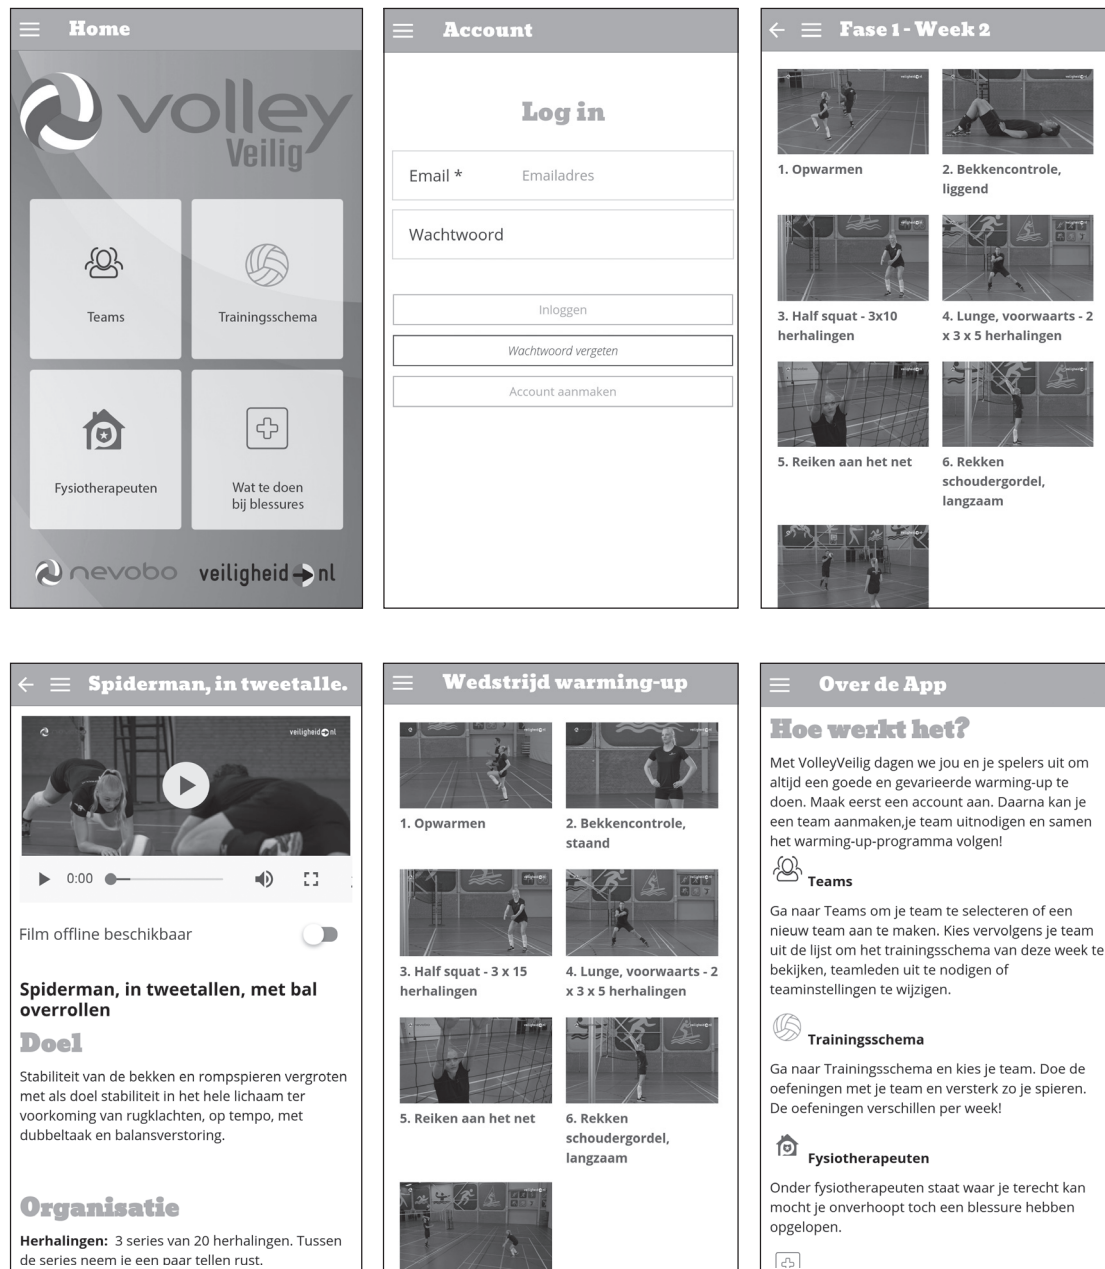 Home
volley
Veilig
Teams
Trainingsschema
Fysiotherapeuten
Wat te doen
bij blessures
nevobo
veiligheid nl
Account
Log in
Email * Emailadres
Wachtwoord
Inloggen
Wachtwoord vergeten
Account aanmaken
Fase 1 - Week 2
1. Opwarmen
2. Bekkencontrole,
liggend
3. Half squat - 3x10
herhalingen
4. Lunge, voorwaarts - 2
x 3 x 5 herhalingen
5. Reiken aan het net
6. Rekken
schoudergordel,
langzaam
Spiderman, in tweetalle.
veiligheid nl
0:00
Film offline beschikbaar
Spiderman, in tweetallen, met bal
overrollen
Doel
Stabiliteit van de bekken en rompspieren vergroten
met als doel stabiliteit in het hele lichaam ter
voorkoming van rugklachten, op tempo, met
dubbeltaak en balansverstoring.
Organisatie
Herhalingen: 3 series van 20 herhalingen. Tussen
de series neem je een paar tellen rust.
Wedstrijd warming-up
1. Opwarmen
2. Bekkencontrole,
staand
3. Half squat - 3 x 15
herhalingen
4. Lunge, voorwaarts - 2
x 3 x 5 herhalingen
5. Reiken aan het net
6. Rekken
schoudergordel,
langzaam
Over de App
Hoe werkt het?
Met VolleyVeilig dagen we jou en je spelers uit om
altijd een goede en gevarieerde warming-up te
doen. Maak eerst een account aan. Daarna kan je
een team aanmaken,je team uitnodigen en samen
het warming-up-programma volgen!
Teams
Ga naar Teams om je team te selecteren of een
nieuw team aan te maken. Kies vervolgens je team
uit de lijst om het trainingsschema van deze week te
bekijken, teamleden uit te nodigen of
teaminstellingen te wijzigen.
Trainingsschema
Ga naar Trainingsschema en kies je team. Doe de
oefeningen met je team en versterk zo je spieren.
De oefeningen verschillen per week!
Fysiotherapeuten
Onder fysiotherapeuten staat waar je terecht kan
mocht je onverhoopt toch een blessure hebben
opgelopen.